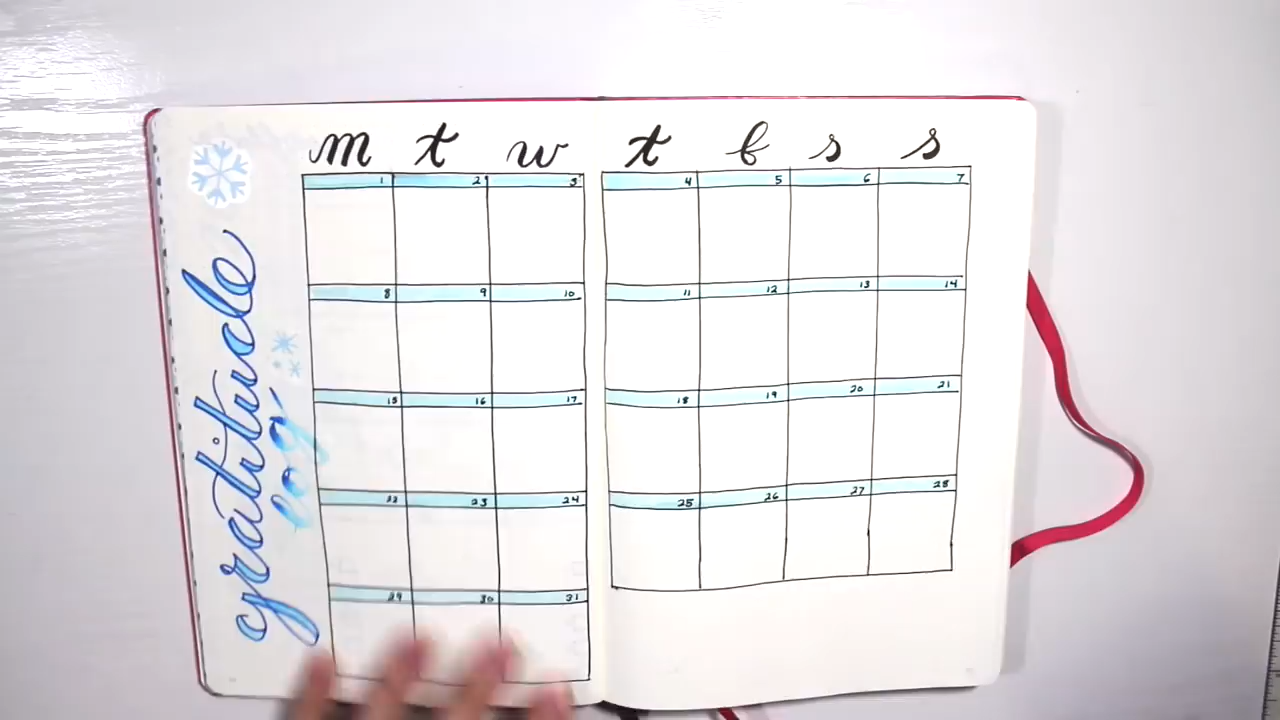 gratitude
log
m t w t f s s
1 2 3 4 5 6 7
8 9 10 11 12 13 14
15 16 17 18 19 20 21
22 23 24 25 26 27 28
29 30 31